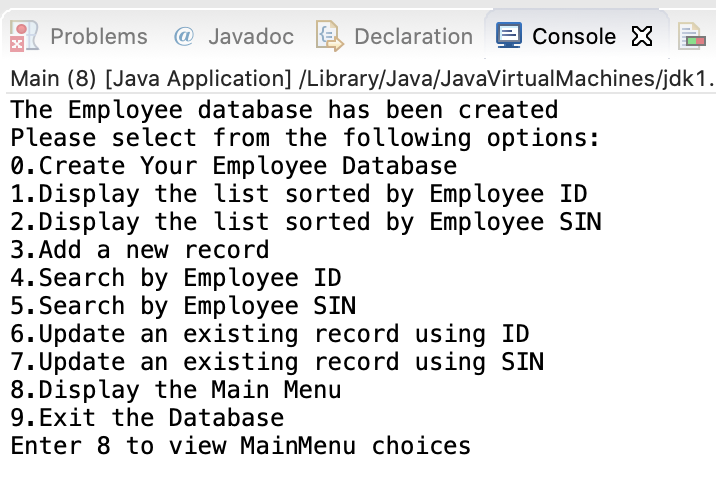 Problems @ Javadoc Declaration Console
Main (8) [Java Application] /Library/Java/JavaVirtualMachines/jdk1.
The Employee database has been created
Please select from the following options:
0.Create Your Employee Database
1.Display the list sorted by Employee ID
2.Display the list sorted by Employee SIN
3.Add a new record
4.Search by Employee ID
5.Search by Employee SIN
6.Update an existing record using ID
7.Update an existing record using SIN
8.Display the Main Menu
9.Exit the Database
Enter 8 to view MainMenu choices